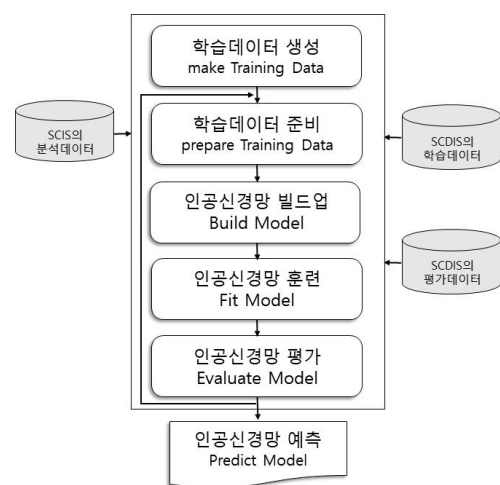 학습데이터 생성
make Training Data
SCIS의
분석데이터
학습데이터 준비
prepare Training Data
SCDIS의
학습데이터
인공신경망 빌드업
Build Model
인공신경망 훈련
Fit Model
SCDIS의
평가데이터
인공신경망 평가
Evaluate Model
인공신경망 예측
Predict Model